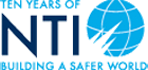 TEN YEARS OF
NTI
BUILDING A SAFER WORLD